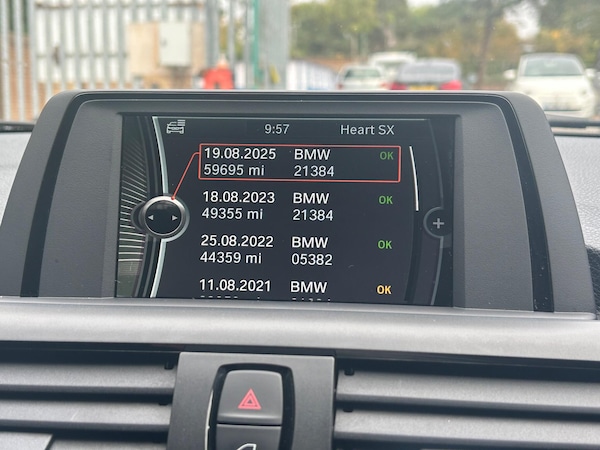 9:57 Heart SX
19.08.2025 BMW OK
59695 mi 21384
18.08.2023 BMW OK
49355 mi 21384
25.08.2022 BMW OK
44359 mi 05382
11.08.2021 BMW OK